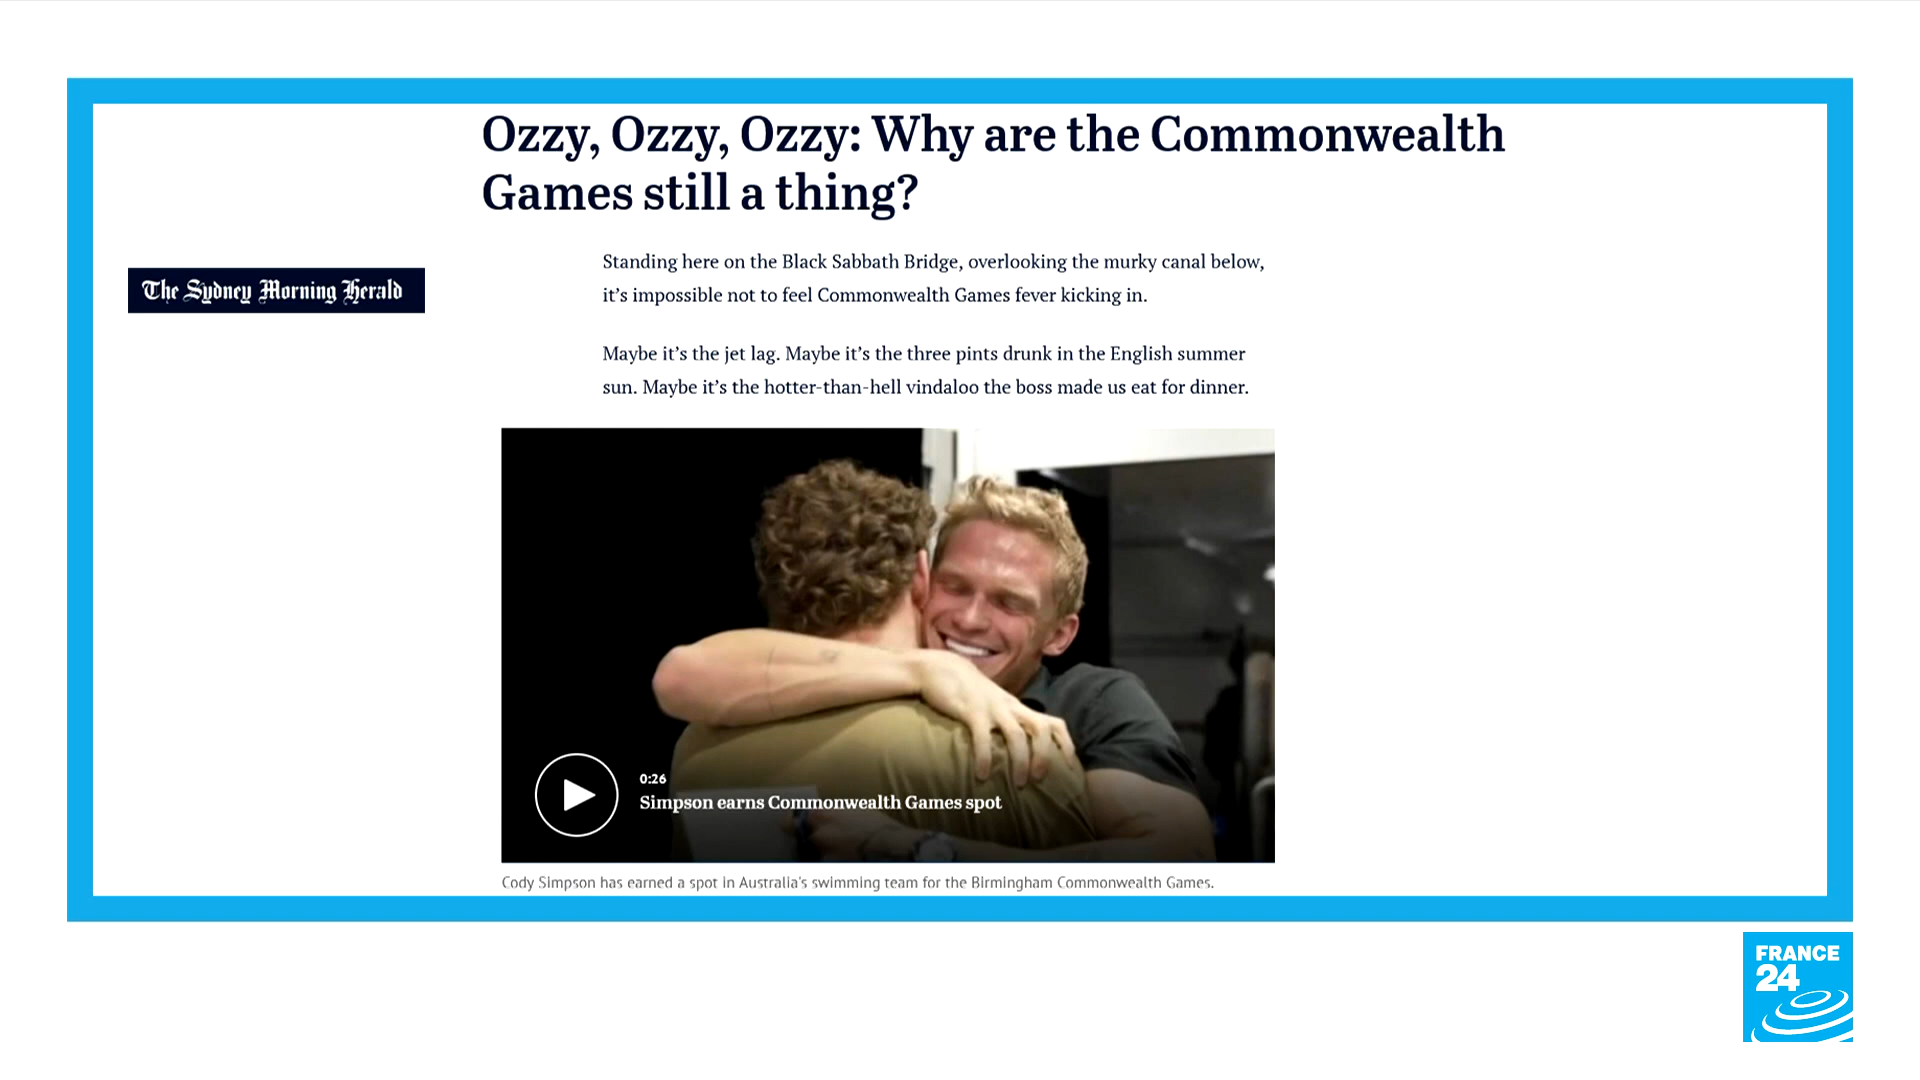 Ozzy, Ozzy, Ozzy: Why are the Commonwealth
Games still a thing?
The Sydney Morning Herald
Standing here on the Black Sabbath Bridge, overlooking the murky canal below,
it’s impossible not to feel Commonwealth Games fever kicking in.
Maybe it’s the jet lag. Maybe it’s the three pints drunk in the English summer
sun. Maybe it’s the hotter-than-hell vindaloo the boss made us eat for dinner.
0:26
Simpson earns Commonwealth Games spot
Cody Simpson has earned a spot in Australia's swimming team for the Birmingham Commonwealth Games.
FRANCE
24